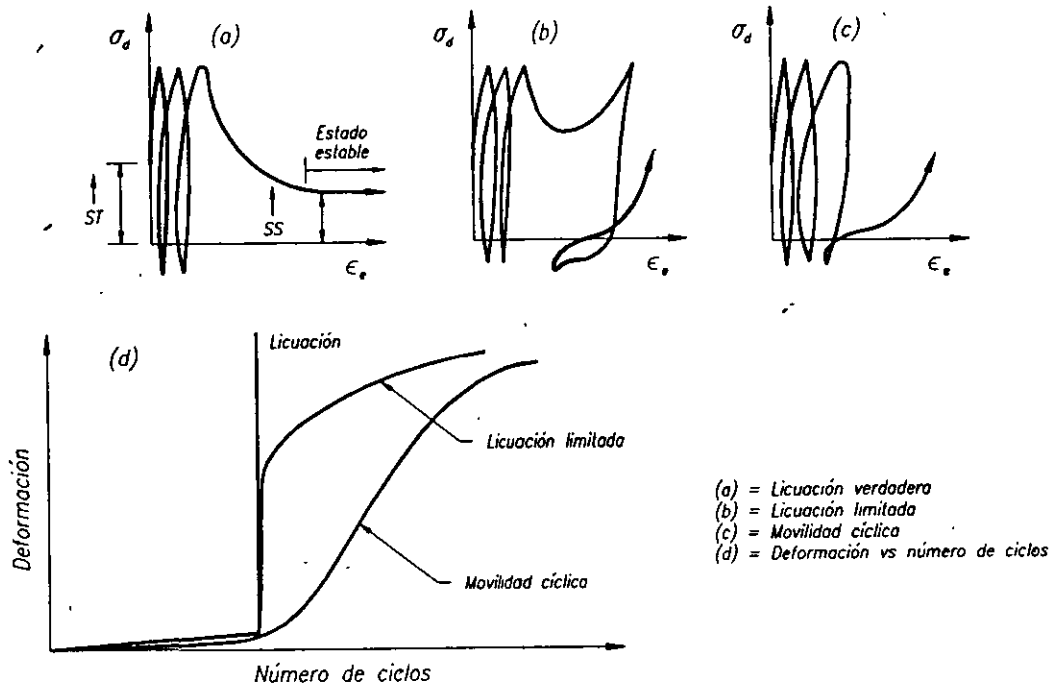 σd
(a)
Estado
estable
ST
SS
ϵe
σd
(b)
ϵe
σd
(c)
ϵe
(d)
Licuación
Licuación limitada
Movilidad cíclica
Deformación
Número de ciclos
(a) = Licuación verdadera
(b) = Licuación limitada
(c) = Movilidad cíclica
(d) = Deformación vs número de ciclos